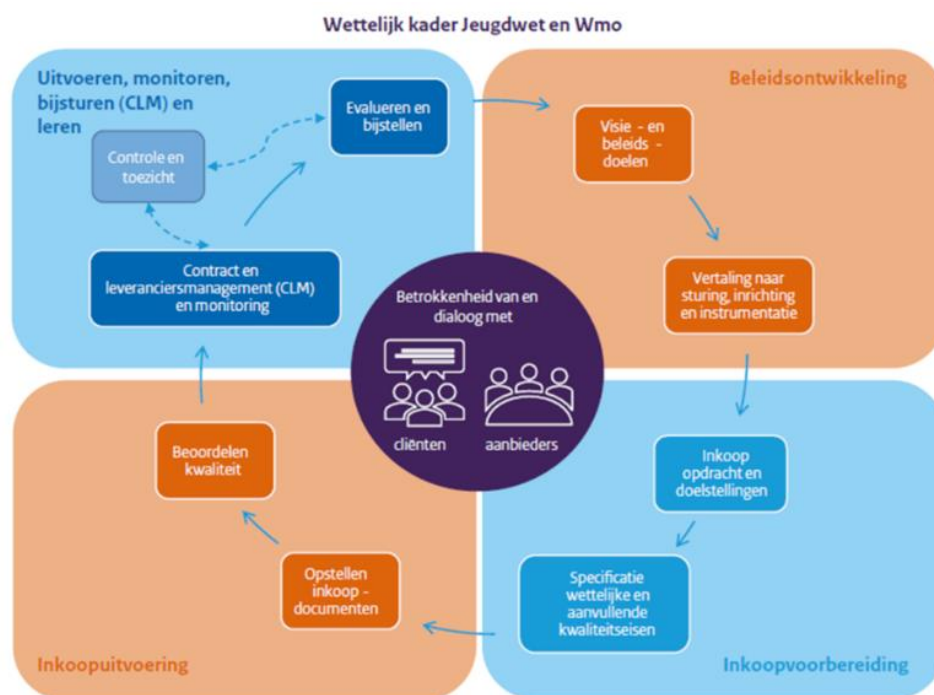 Wettelijk kader Jeugdwet en Wmo
Uitvoeren, monitoren,
bijsturen (CLM) en
leren
Evalueren en
bijstellen
Controle en
toezicht
Contract en
leveranciersmanagement (CLM)
en monitoring
Beleidsontwikkeling
Visie - en
beleids -
doelen
Vertaling naar
sturing, inrichting
en instrumentatie
Betrokkenheid van en
dialoog met
cliënten
aanbieders
Inkoop
opdracht en
doelstellingen
Specificatie
wettelijke en
aanvullende
kwaliteitseisen
Inkoopvoorbereiding
Beoordelen
kwaliteit
Opstellen
inkoop -
documenten
Inkoopuitvoering